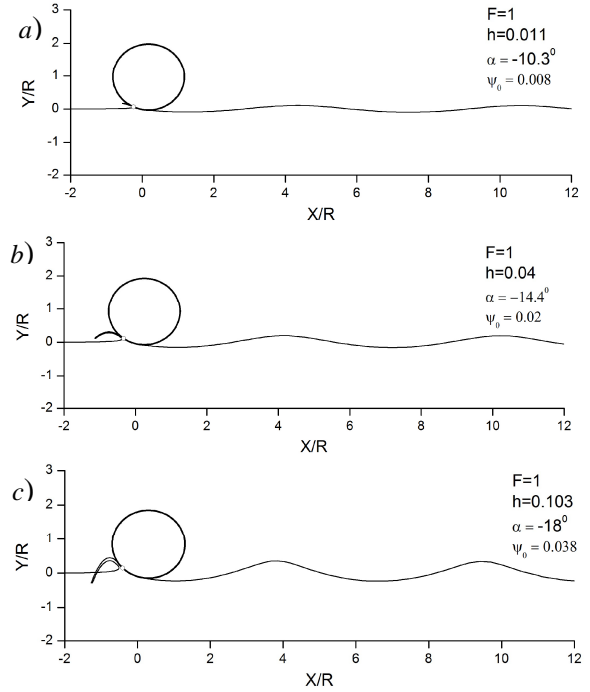 a)
F=1
h=0.011
α = -10.3⁰
ψ₀ = 0.008
3
2
1
0
-1
-2
Y/R
-2 0 2 4 6 8 10 12
X/R
b)
F=1
h=0.04
α = −14.4⁰
ψ₀ = 0.02
3
2
1
0
-1
-2
Y/R
-2 0 2 4 6 8 10 12
X/R
c)
F=1
h=0.103
α = -18⁰
ψ₀ = 0.038
3
2
1
0
-1
-2
Y/R
-2 0 2 4 6 8 10 12
X/R